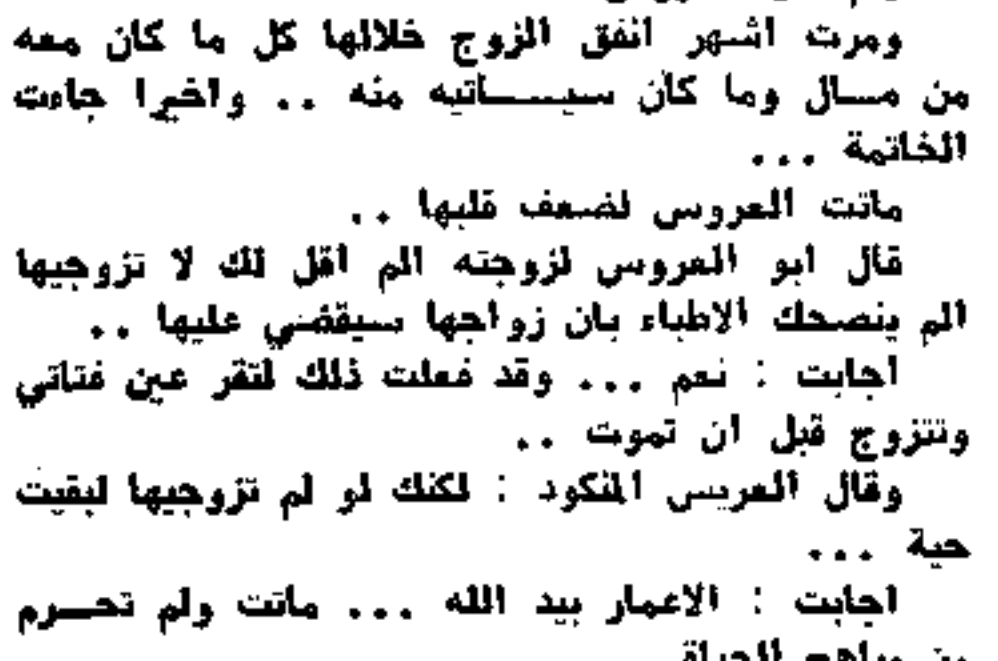 ومرت اشهر انفق الزوج خلالها كل ما كان معه
من مال وما كان سيأتيه منه .. واخيرا جاءت
الخاتمة ...
ماتت العروس لضعف قلبها ..
قال ابو العروس لزوجته الم اقل لك لا تزوجيها
الم ينصحك الاطباء بان زواجها سيقضي عليها ..
اجابت : نعم ... وقد فعلت ذلك لتقر عين فتاتي
وتتزوج قبل ان تموت ..
وقال العريس المنكود : لكنك لو لم تزوجيها لبقيت
حية ...
اجابت : الاعمار بيد الله ... ماتت ولم تحرم
من مباهج الحياة